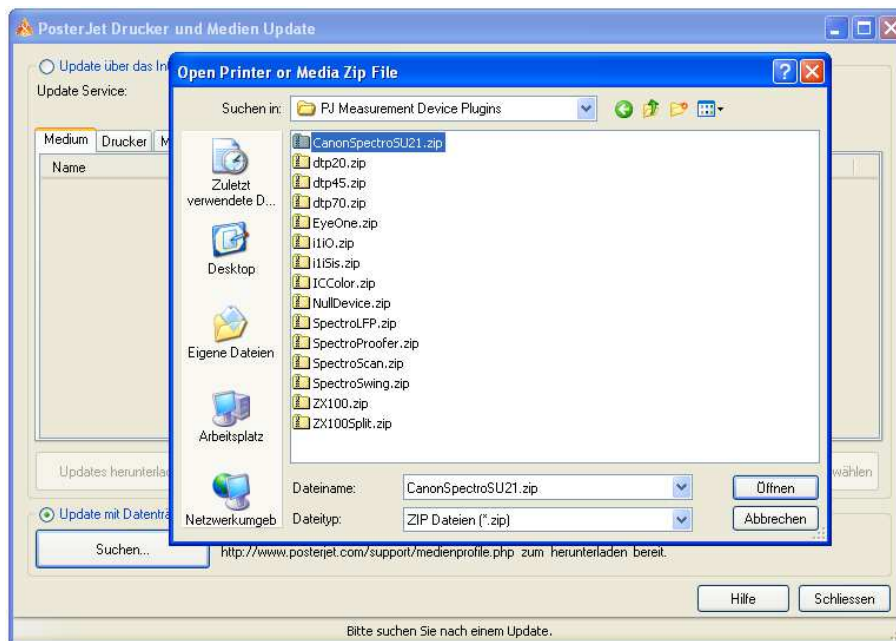 PosterJet Drucker und Medien Update
Update über das In
Update Service:
Medium Drucker M
Name
Updates herunterla
wählen
Update mit Datenträ
Suchen...
http://www.posterjet.com/support/medienprofile.php zum herunterladen bereit.
Hilfe Schliessen
Bitte suchen Sie nach einem Update.
Open Printer or Media Zip File
Suchen in: PJ Measurement Device Plugins
Zuletzt
verwendete D...
Desktop
Eigene Dateien
Arbeitsplatz
Netzwerkumgeb
CanonSpectroSU21.zip
dtp20.zip
dtp45.zip
dtp70.zip
EyeOne.zip
i1iO.zip
i1iSis.zip
ICColor.zip
NullDevice.zip
SpectroLFP.zip
SpectroProofer.zip
SpectroScan.zip
SpectroSwing.zip
ZX100.zip
ZX100Split.zip
Dateiname: CanonSpectroSU21.zip Öffnen
Dateityp: ZIP Dateien (*.zip) Abbrechen